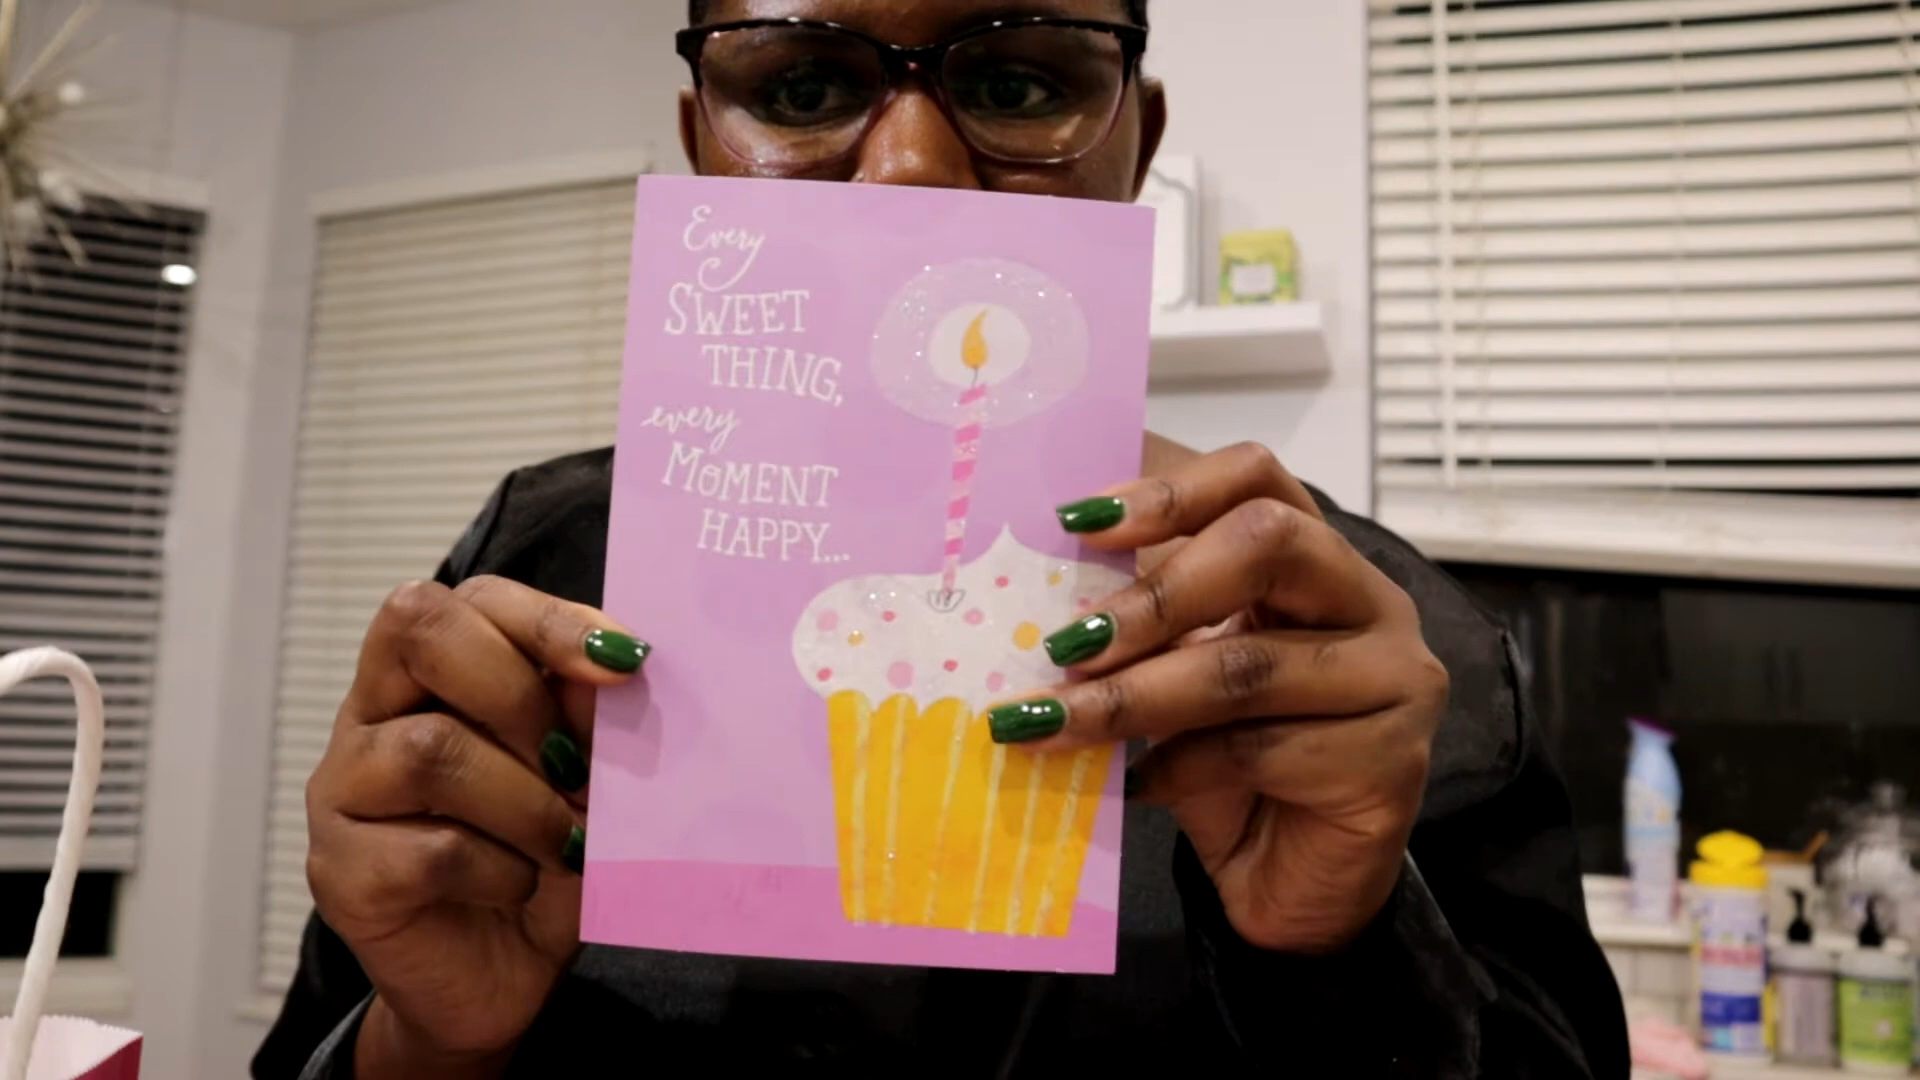 Every
SWEET
THING,
every
MOMENT
HAPPY...